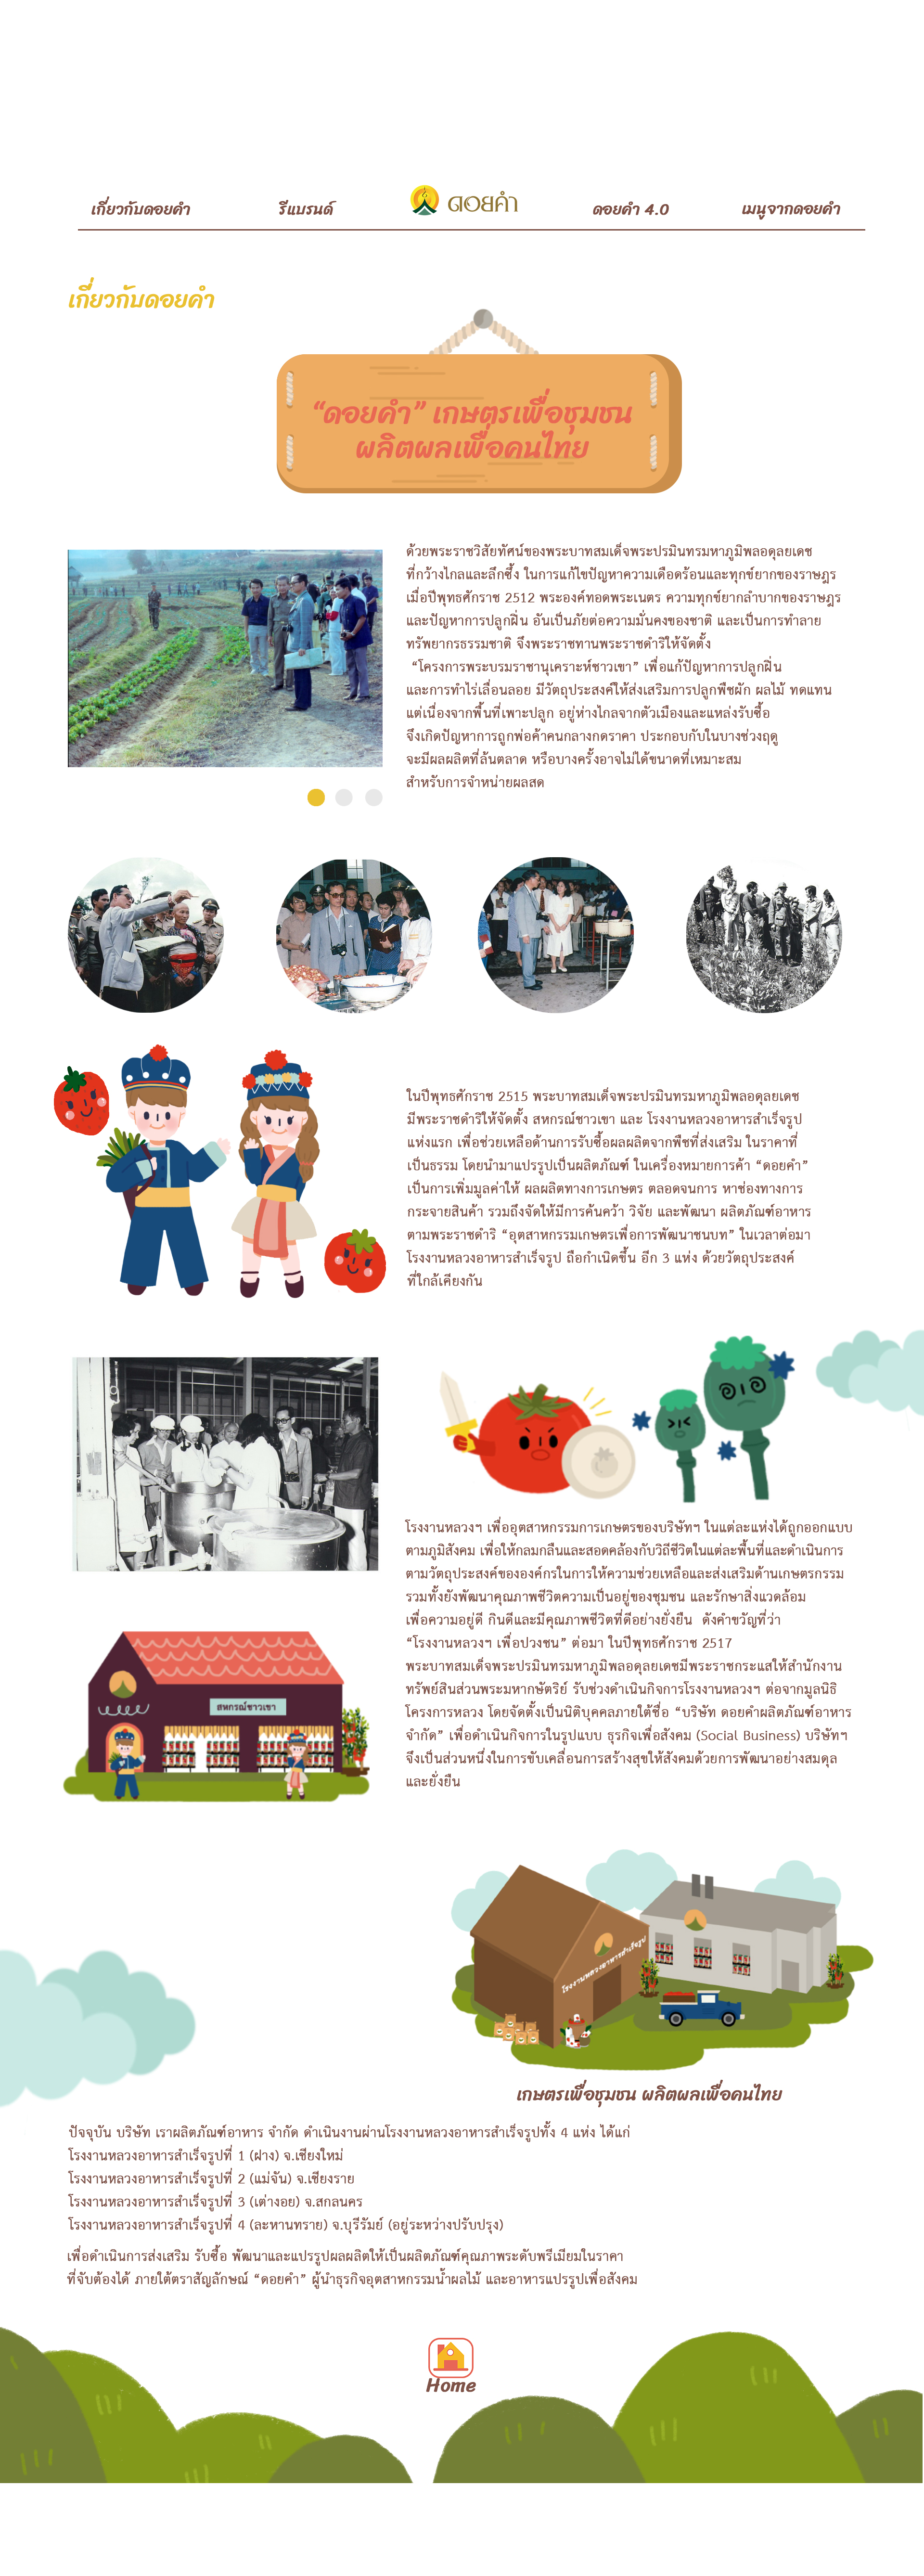 เกี่ยวกับดอยคำ
รีแบรนด์
ดอยคำ
ดอยคำ 4.0
เมนูจากดอยคำ
เกี่ยวกับดอยคำ
“ดอยคำ” เกษตรเพื่อชุมชน
ผลิตผลเพื่อคนไทย
ด้วยพระราชวิสัยทัศน์ของพระบาทสมเด็จพระปรมินทรมหาภูมิพลอดุลยเดช
ที่กว้างไกลและลึกซึ้ง ในการแก้ไขปัญหาความเดือดร้อนและทุกข์ยากของราษฎร
เมื่อปีพุทธศักราช 2512 พระองค์ทอดพระเนตร ความทุกข์ยากลำบากของราษฎร
และปัญหาการปลูกฝิ่น อันเป็นภัยต่อความมั่นคงของชาติ และเป็นการทำลาย
ทรัพยากรธรรมชาติ จึงพระราชทานพระราชดำริให้จัดตั้ง
“โครงการพระบรมราชานุเคราะห์ชาวเขา” เพื่อแก้ปัญหาการปลูกฝิ่น
และการทำไร่เลื่อนลอย มีวัตถุประสงค์ให้ส่งเสริมการปลูกพืชผัก ผลไม้ ทดแทน
แต่เนื่องจากพื้นที่เพาะปลูก อยู่ห่างไกลจากตัวเมืองและแหล่งรับซื้อ
จึงเกิดปัญหาการถูกพ่อค้าคนกลางกดราคา ประกอบกับในบางช่วงฤดู
จะมีผลผลิตที่ล้นตลาด หรือบางครั้งอาจไม่ได้ขนาดที่เหมาะสม
สำหรับการจำหน่ายผลสด
ในปีพุทธศักราช 2515 พระบาทสมเด็จพระปรมินทรมหาภูมิพลอดุลยเดช
มีพระราชดำริให้จัดตั้ง สหกรณ์ชาวเขา และ โรงงานหลวงอาหารสำเร็จรูป
แห่งแรก เพื่อช่วยเหลือด้านการรับซื้อผลผลิตจากพืชที่ส่งเสริม ในราคาที่
เป็นธรรม โดยนำมาแปรรูปเป็นผลิตภัณฑ์ ในเครื่องหมายการค้า “ดอยคำ”
เป็นการเพิ่มมูลค่าให้ ผลผลิตทางการเกษตร ตลอดจนการ หาช่องทางการ
กระจายสินค้า รวมถึงจัดให้มีการค้นคว้า วิจัย และพัฒนา ผลิตภัณฑ์อาหาร
ตามพระราชดำริ “อุตสาหกรรมเกษตรเพื่อการพัฒนาชนบท” ในเวลาต่อมา
โรงงานหลวงอาหารสำเร็จรูป ถือกำเนิดขึ้น อีก 3 แห่ง ด้วยวัตถุประสงค์
ที่ใกล้เคียงกัน
โรงงานหลวงฯ เพื่ออุตสาหกรรมการเกษตรของบริษัทฯ ในแต่ละแห่งได้ถูกออกแบบ
ตามภูมิสังคม เพื่อให้กลมกลืนและสอดคล้องกับวิถีชีวิตในแต่ละพื้นที่และดำเนินการ
ตามวัตถุประสงค์ขององค์กรในการให้ความช่วยเหลือและส่งเสริมด้านเกษตรกรรม
รวมทั้งยังพัฒนาคุณภาพชีวิตความเป็นอยู่ของชุมชน และรักษาสิ่งแวดล้อม
เพื่อความอยู่ดี กินดีและมีคุณภาพชีวิตที่ดีอย่างยั่งยืน ดังคำขวัญที่ว่า
“โรงงานหลวงฯ เพื่อปวงชน” ต่อมา ในปีพุทธศักราช 2517
พระบาทสมเด็จพระปรมินทรมหาภูมิพลอดุลยเดชมีพระราชกระแสให้สำนักงาน
ทรัพย์สินส่วนพระมหากษัตริย์ รับช่วงดำเนินกิจการโรงงานหลวงฯ ต่อจากมูลนิธิ
โครงการหลวง โดยจัดตั้งเป็นนิติบุคคลภายใต้ชื่อ “บริษัท ดอยคำผลิตภัณฑ์อาหาร
จำกัด” เพื่อดำเนินกิจการในรูปแบบ ธุรกิจเพื่อสังคม (Social Business) บริษัทฯ
จึงเป็นส่วนหนึ่งในการขับเคลื่อนการสร้างสุขให้สังคมด้วยการพัฒนาอย่างสมดุล
และยั่งยืน
สหกรณ์ชาวเขา
โรงงานหลวงอาหารสำเร็จรูป
เกษตรเพื่อชุมชน ผลิตผลเพื่อคนไทย
ปัจจุบัน บริษัท เราผลิตภัณฑ์อาหาร จำกัด ดำเนินงานผ่านโรงงานหลวงอาหารสำเร็จรูปทั้ง 4 แห่ง ได้แก่
โรงงานหลวงอาหารสำเร็จรูปที่ 1 (ฝาง) จ.เชียงใหม่
โรงงานหลวงอาหารสำเร็จรูปที่ 2 (แม่จัน) จ.เชียงราย
โรงงานหลวงอาหารสำเร็จรูปที่ 3 (เต่างอย) จ.สกลนคร
โรงงานหลวงอาหารสำเร็จรูปที่ 4 (ละหานทราย) จ.บุรีรัมย์ (อยู่ระหว่างปรับปรุง)
เพื่อดำเนินการส่งเสริม รับซื้อ พัฒนาและแปรรูปผลผลิตให้เป็นผลิตภัณฑ์คุณภาพระดับพรีเมียมในราคา
ที่จับต้องได้ ภายใต้ตราสัญลักษณ์ “ดอยคำ” ผู้นำธุรกิจอุตสาหกรรมน้ำผลไม้ และอาหารแปรรูปเพื่อสังคม
Home